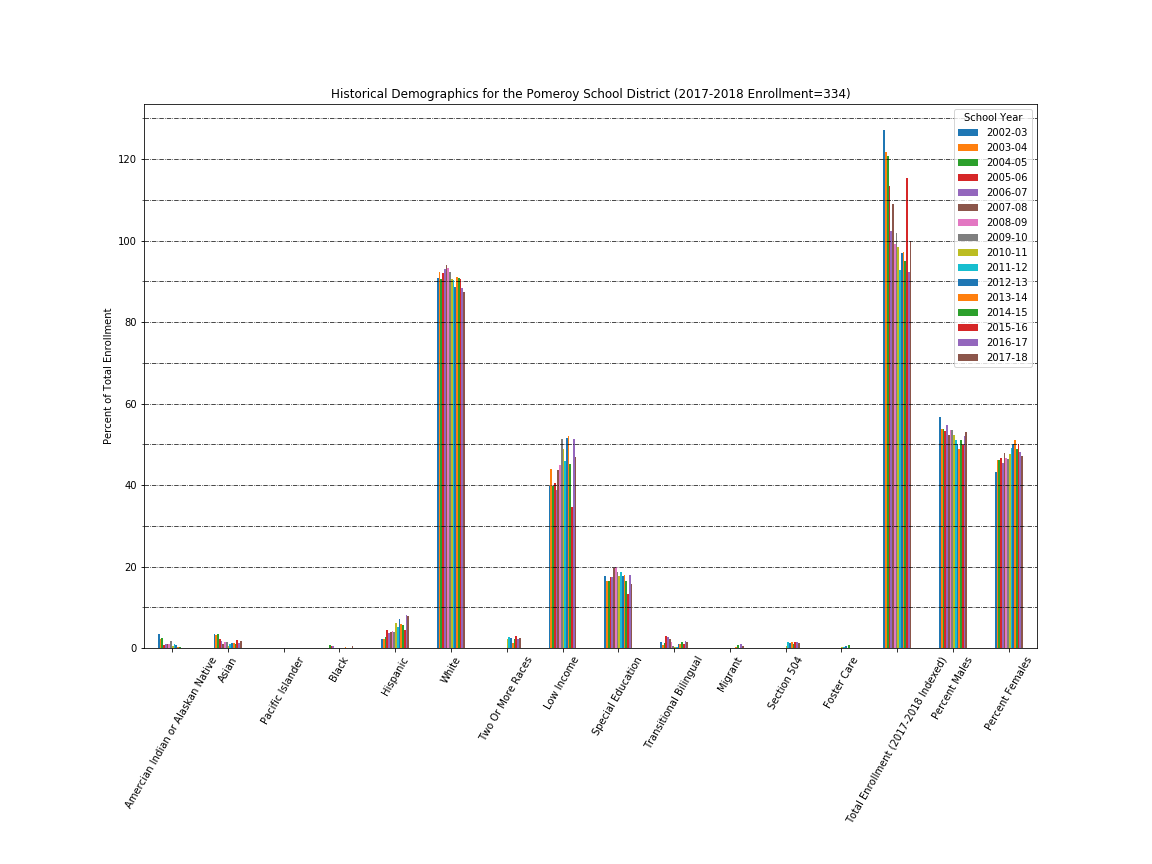 Historical Demographics for the Pomeroy School District (2017-2018 Enrollment=334)
School Year
2002-03
2003-04
2004-05
2005-06
2006-07
2007-08
2008-09
2009-10
2010-11
2011-12
2012-13
2013-14
2014-15
2015-16
2016-17
2017-18
Percent of Total Enrollment
120
100
80
60
40
20
0
Amercian Indian or Alaskan Native
Asian
Pacific Islander
Black
Hispanic
White
Two Or More Races
Low Income
Special Education
Transitional Bilingual
Migrant
Section 504
Foster Care
Total Enrollment (2017-2018 Indexed)
Percent Males
Percent Females